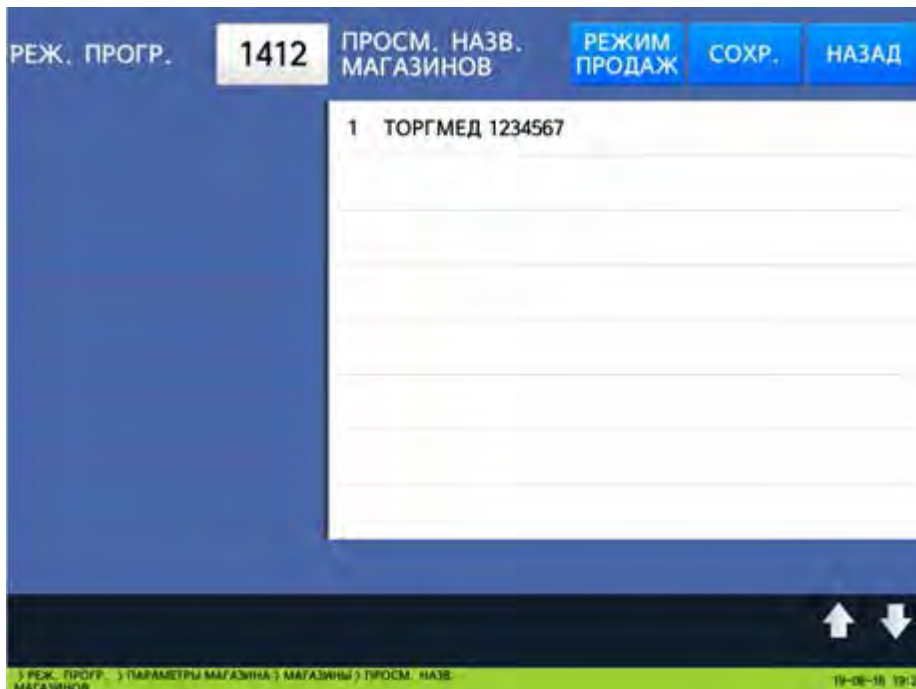 РЕЖ. ПРОГР.
1412
ПРОСМ. НАЗВ.
МАГАЗИНОВ
РЕЖИМ
ПРОДАЖ
СОХР.
НАЗАД
1 ТОРГМЕД 1234567
> РЕЖ. ПРОГР. > ПАРАМЕТРЫ МАГАЗИНА > МАГАЗИНЫ > ПРОСМ. НАЗВ.
МАГАЗИНОВ